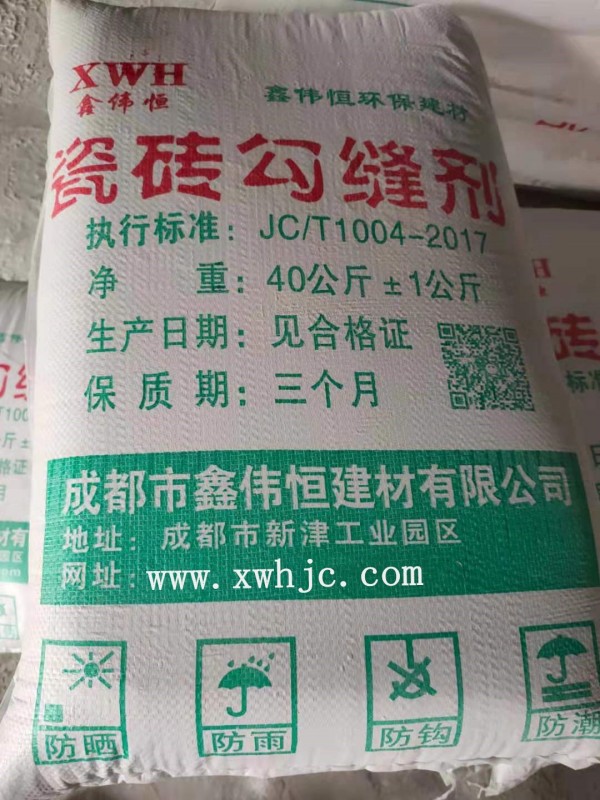 XWH
鑫伟恒
鑫伟恒环保建材
瓷砖勾缝剂
执行标准：JC/T1004-2017
净 重：40公斤±1公斤
生产日期：见合格证
保质期：三个月
成都市鑫伟恒建材有限公司
地址：成都市新津工业园区
网址：www.xwhjc.com
防晒
防雨
防钩
防潮